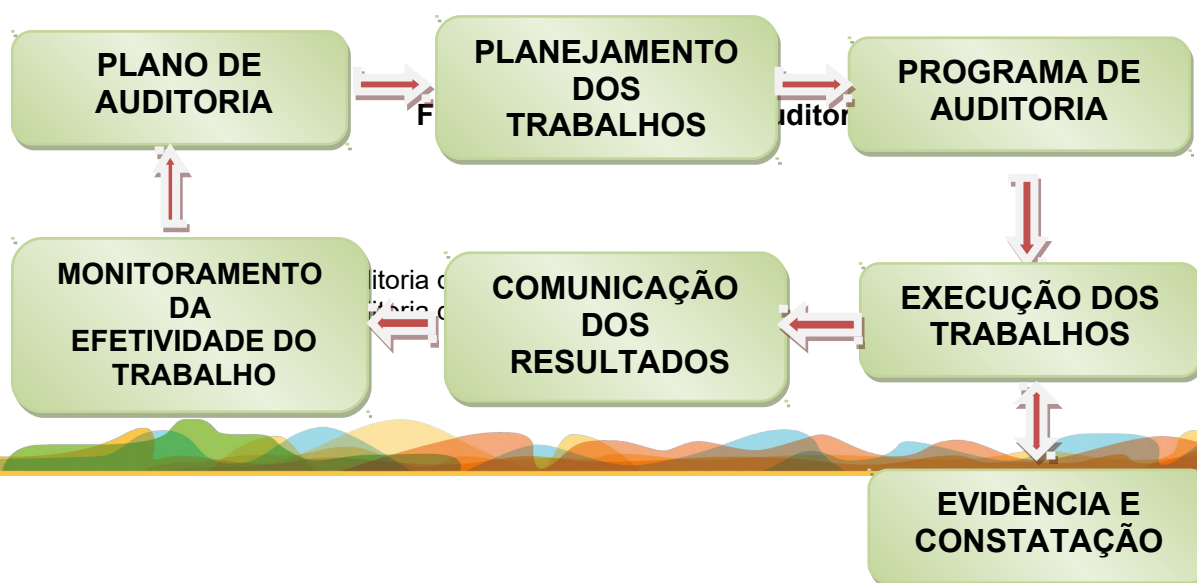 PLANO DE
AUDITORIA
PLANEJAMENTO
DOS
TRABALHOS
PROGRAMA DE
AUDITORIA
EXECUÇÃO DOS
TRABALHOS
EVIDÊNCIA E
CONSTATAÇÃO
COMUNICAÇÃO
DOS
RESULTADOS
MONITORAMENTO
DA
EFETIVIDADE DO
TRABALHO